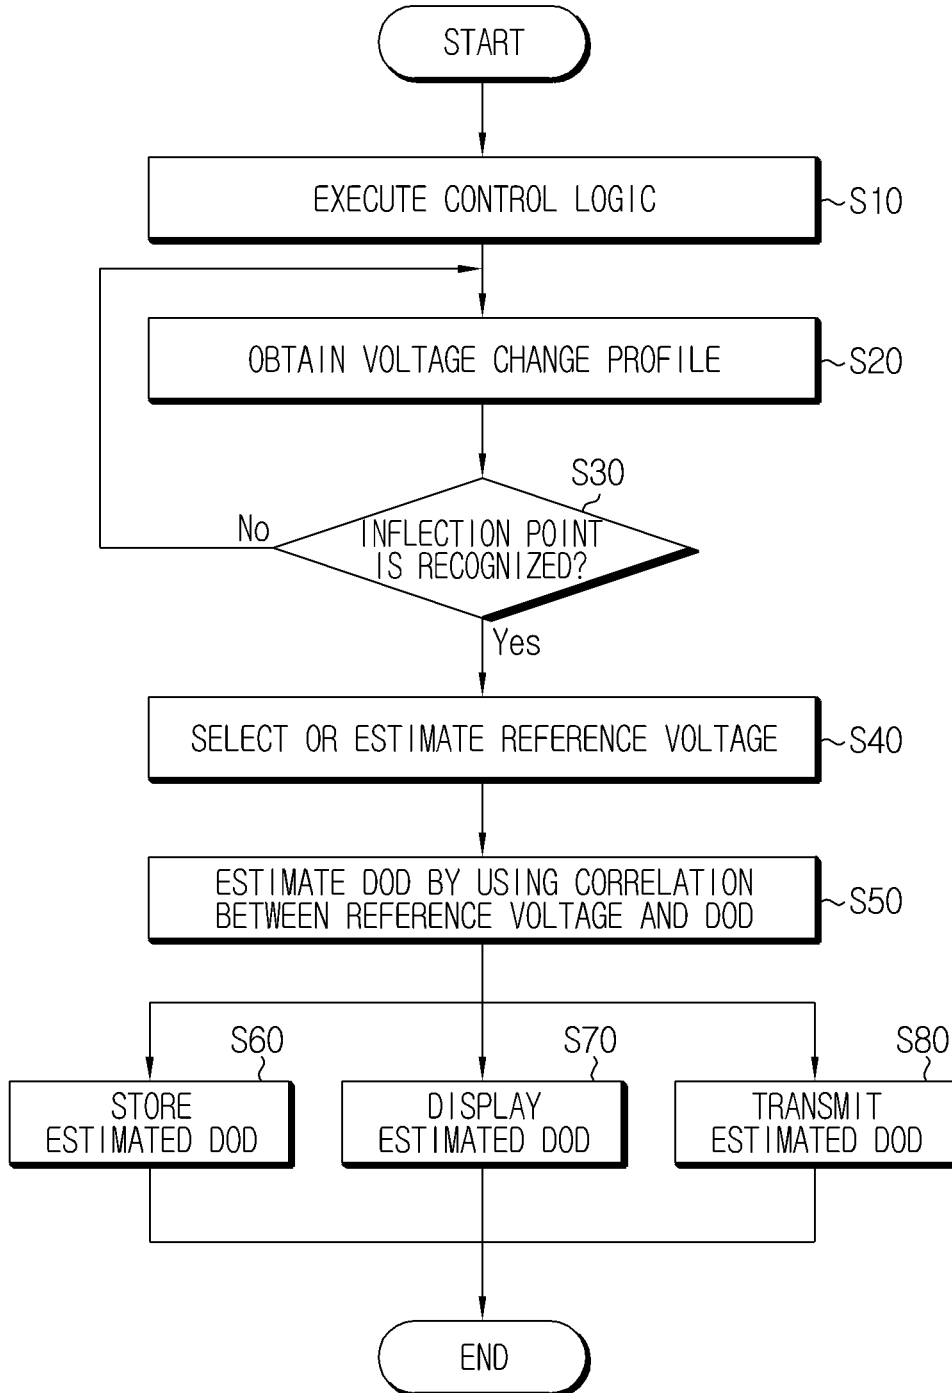 START
EXECUTE CONTROL LOGIC
S10
OBTAIN VOLTAGE CHANGE PROFILE
S20
S30
No
INFLECTION POINT
IS RECOGNIZED?
Yes
SELECT OR ESTIMATE REFERENCE VOLTAGE
S40
ESTIMATE DOD BY USING CORRELATION
BETWEEN REFERENCE VOLTAGE AND DOD
S50
S60
STORE
ESTIMATED DOD
S70
DISPLAY
ESTIMATED DOD
S80
TRANSMIT
ESTIMATED DOD
END